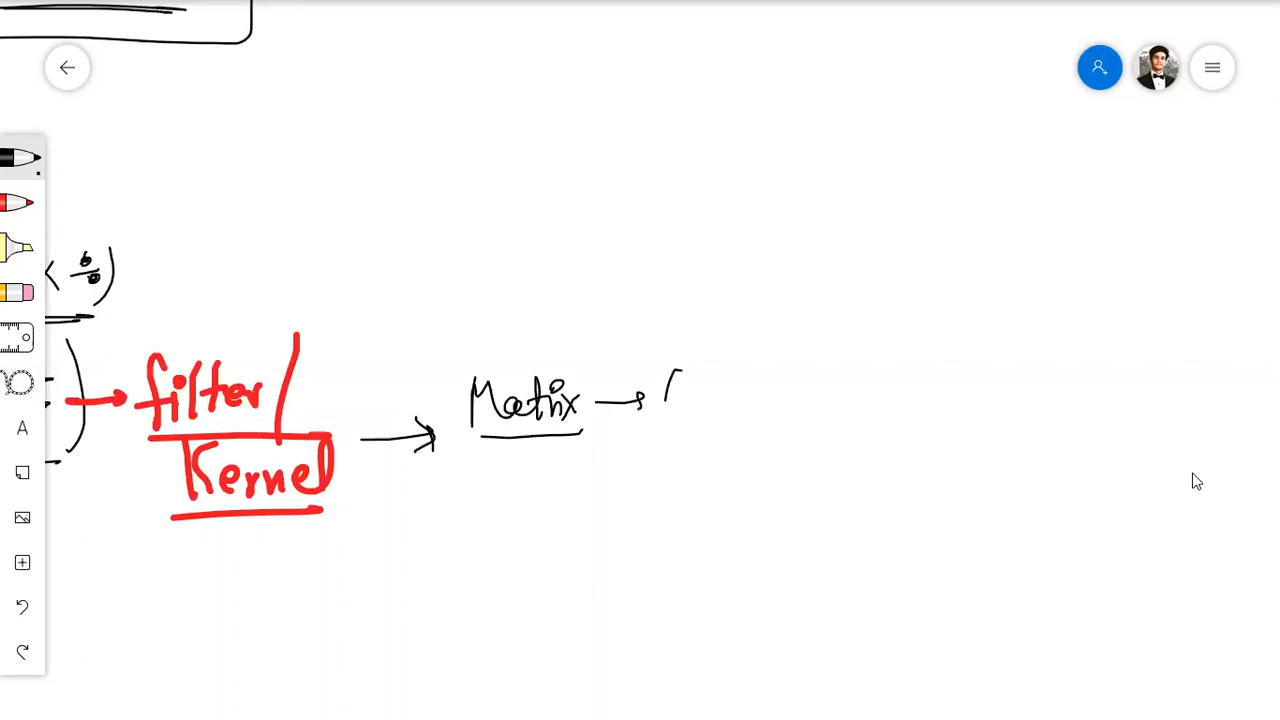 filter/
Kernel → Matrix → (
A